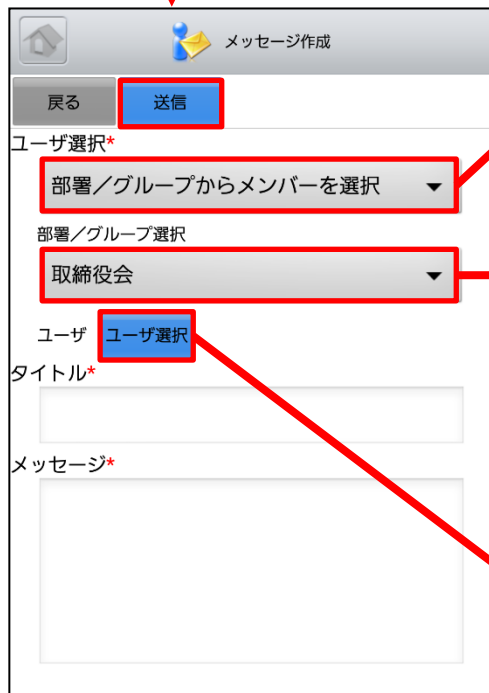 メッセージ作成
戻る 送信
ユーザ選択*
部署／グループからメンバーを選択
部署／グループ選択
取締役会
ユーザ ユーザ選択
タイトル*
メッセージ*